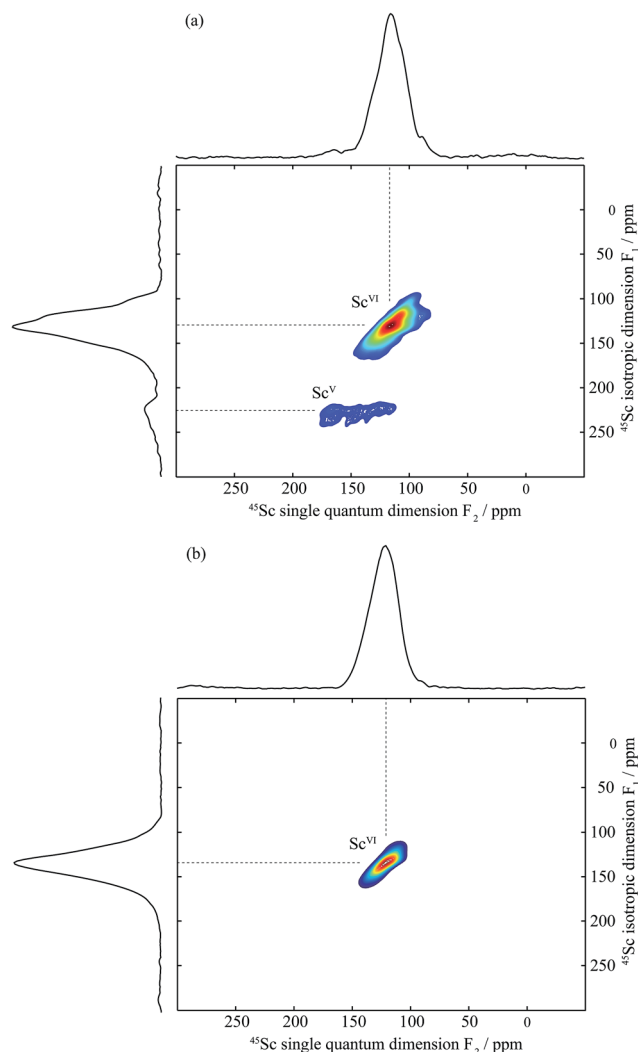 (a)
0
50
Sc^VI
100
150
Sc^V
200
250
250 200 150 100 50 0
⁴⁵Sc single quantum dimension F₂ / ppm
⁴⁵Sc isotropic dimension F₁ / ppm
(b)
0
50
Sc^VI
100
150
200
250
250 200 150 100 50 0
⁴⁵Sc single quantum dimension F₂ / ppm
⁴⁵Sc isotropic dimension F₁ / ppm